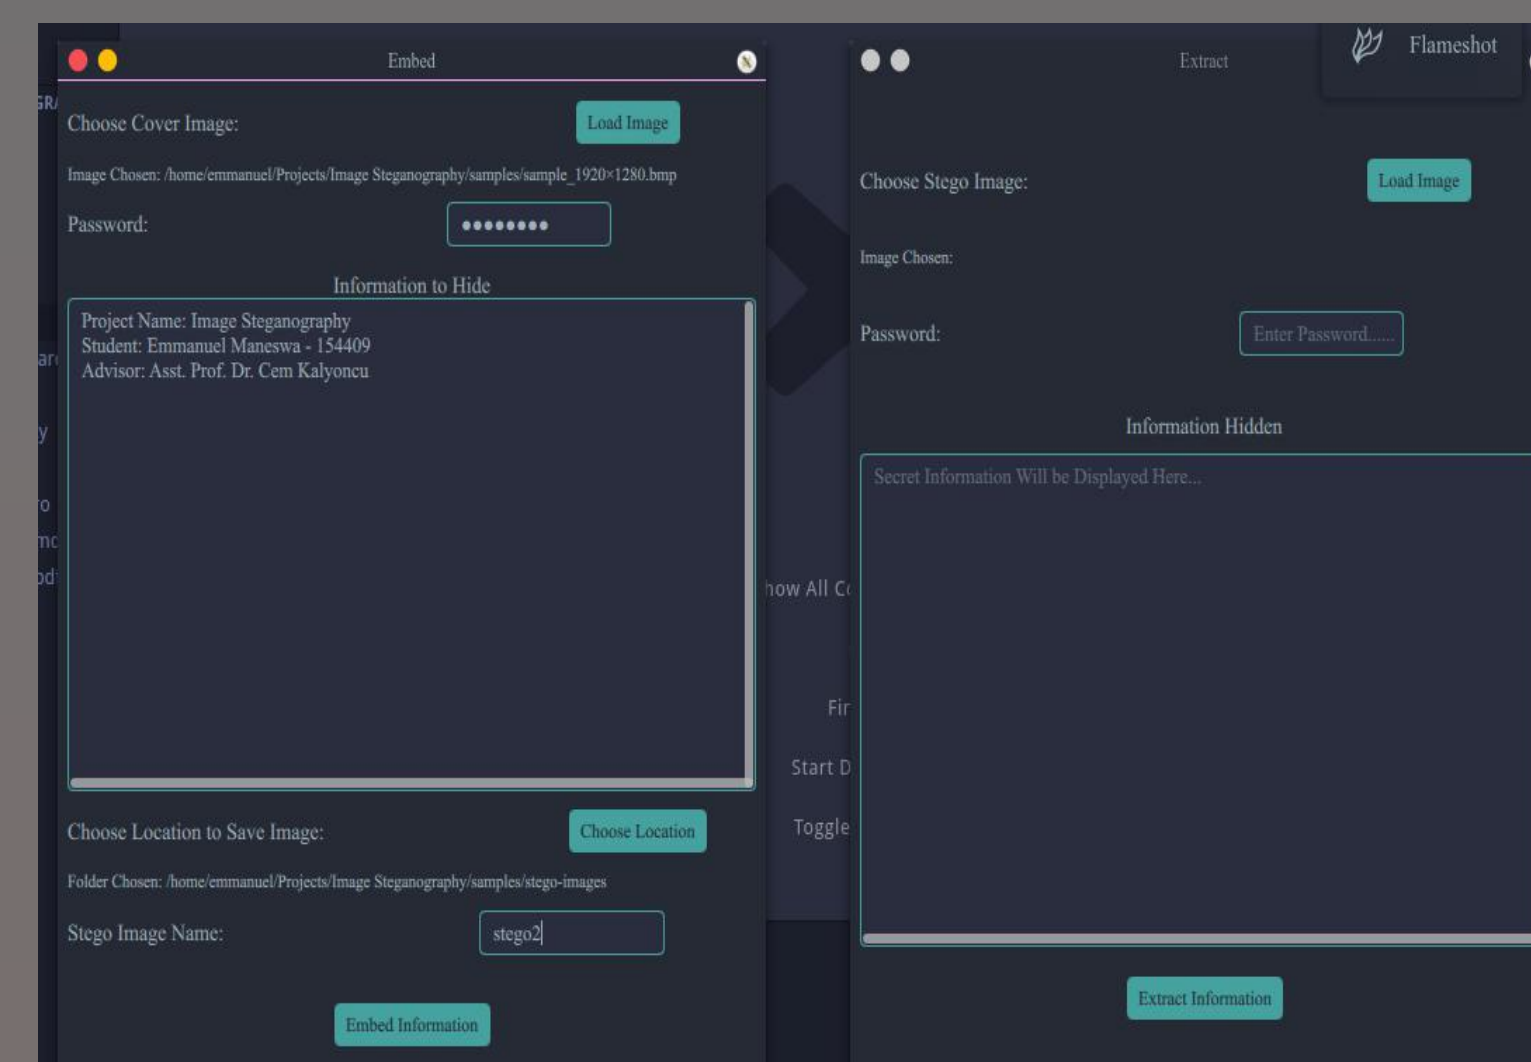 Embed
Choose Cover Image:
Load Image
Image Chosen: /home/emmanuel/Projects/Image Steganography/samples/sample_1920×1280.bmp
Password:
●●●●●●●●
Information to Hide
Project Name: Image Steganography
Student: Emmanuel Maneswa - 154409
Advisor: Asst. Prof. Dr. Cem Kalyoncu
Choose Location to Save Image:
Choose Location
Folder Chosen: /home/emmanuel/Projects/Image Steganography/samples/stego-images
Stego Image Name:
stego2
Embed Information
how All
Start D
Toggle
Extract
Flameshot
Choose Stego Image:
Load Image
Image Chosen:
Password:
Enter Password......
Information Hidden
Secret Information Will be Displayed Here...
Extract Information